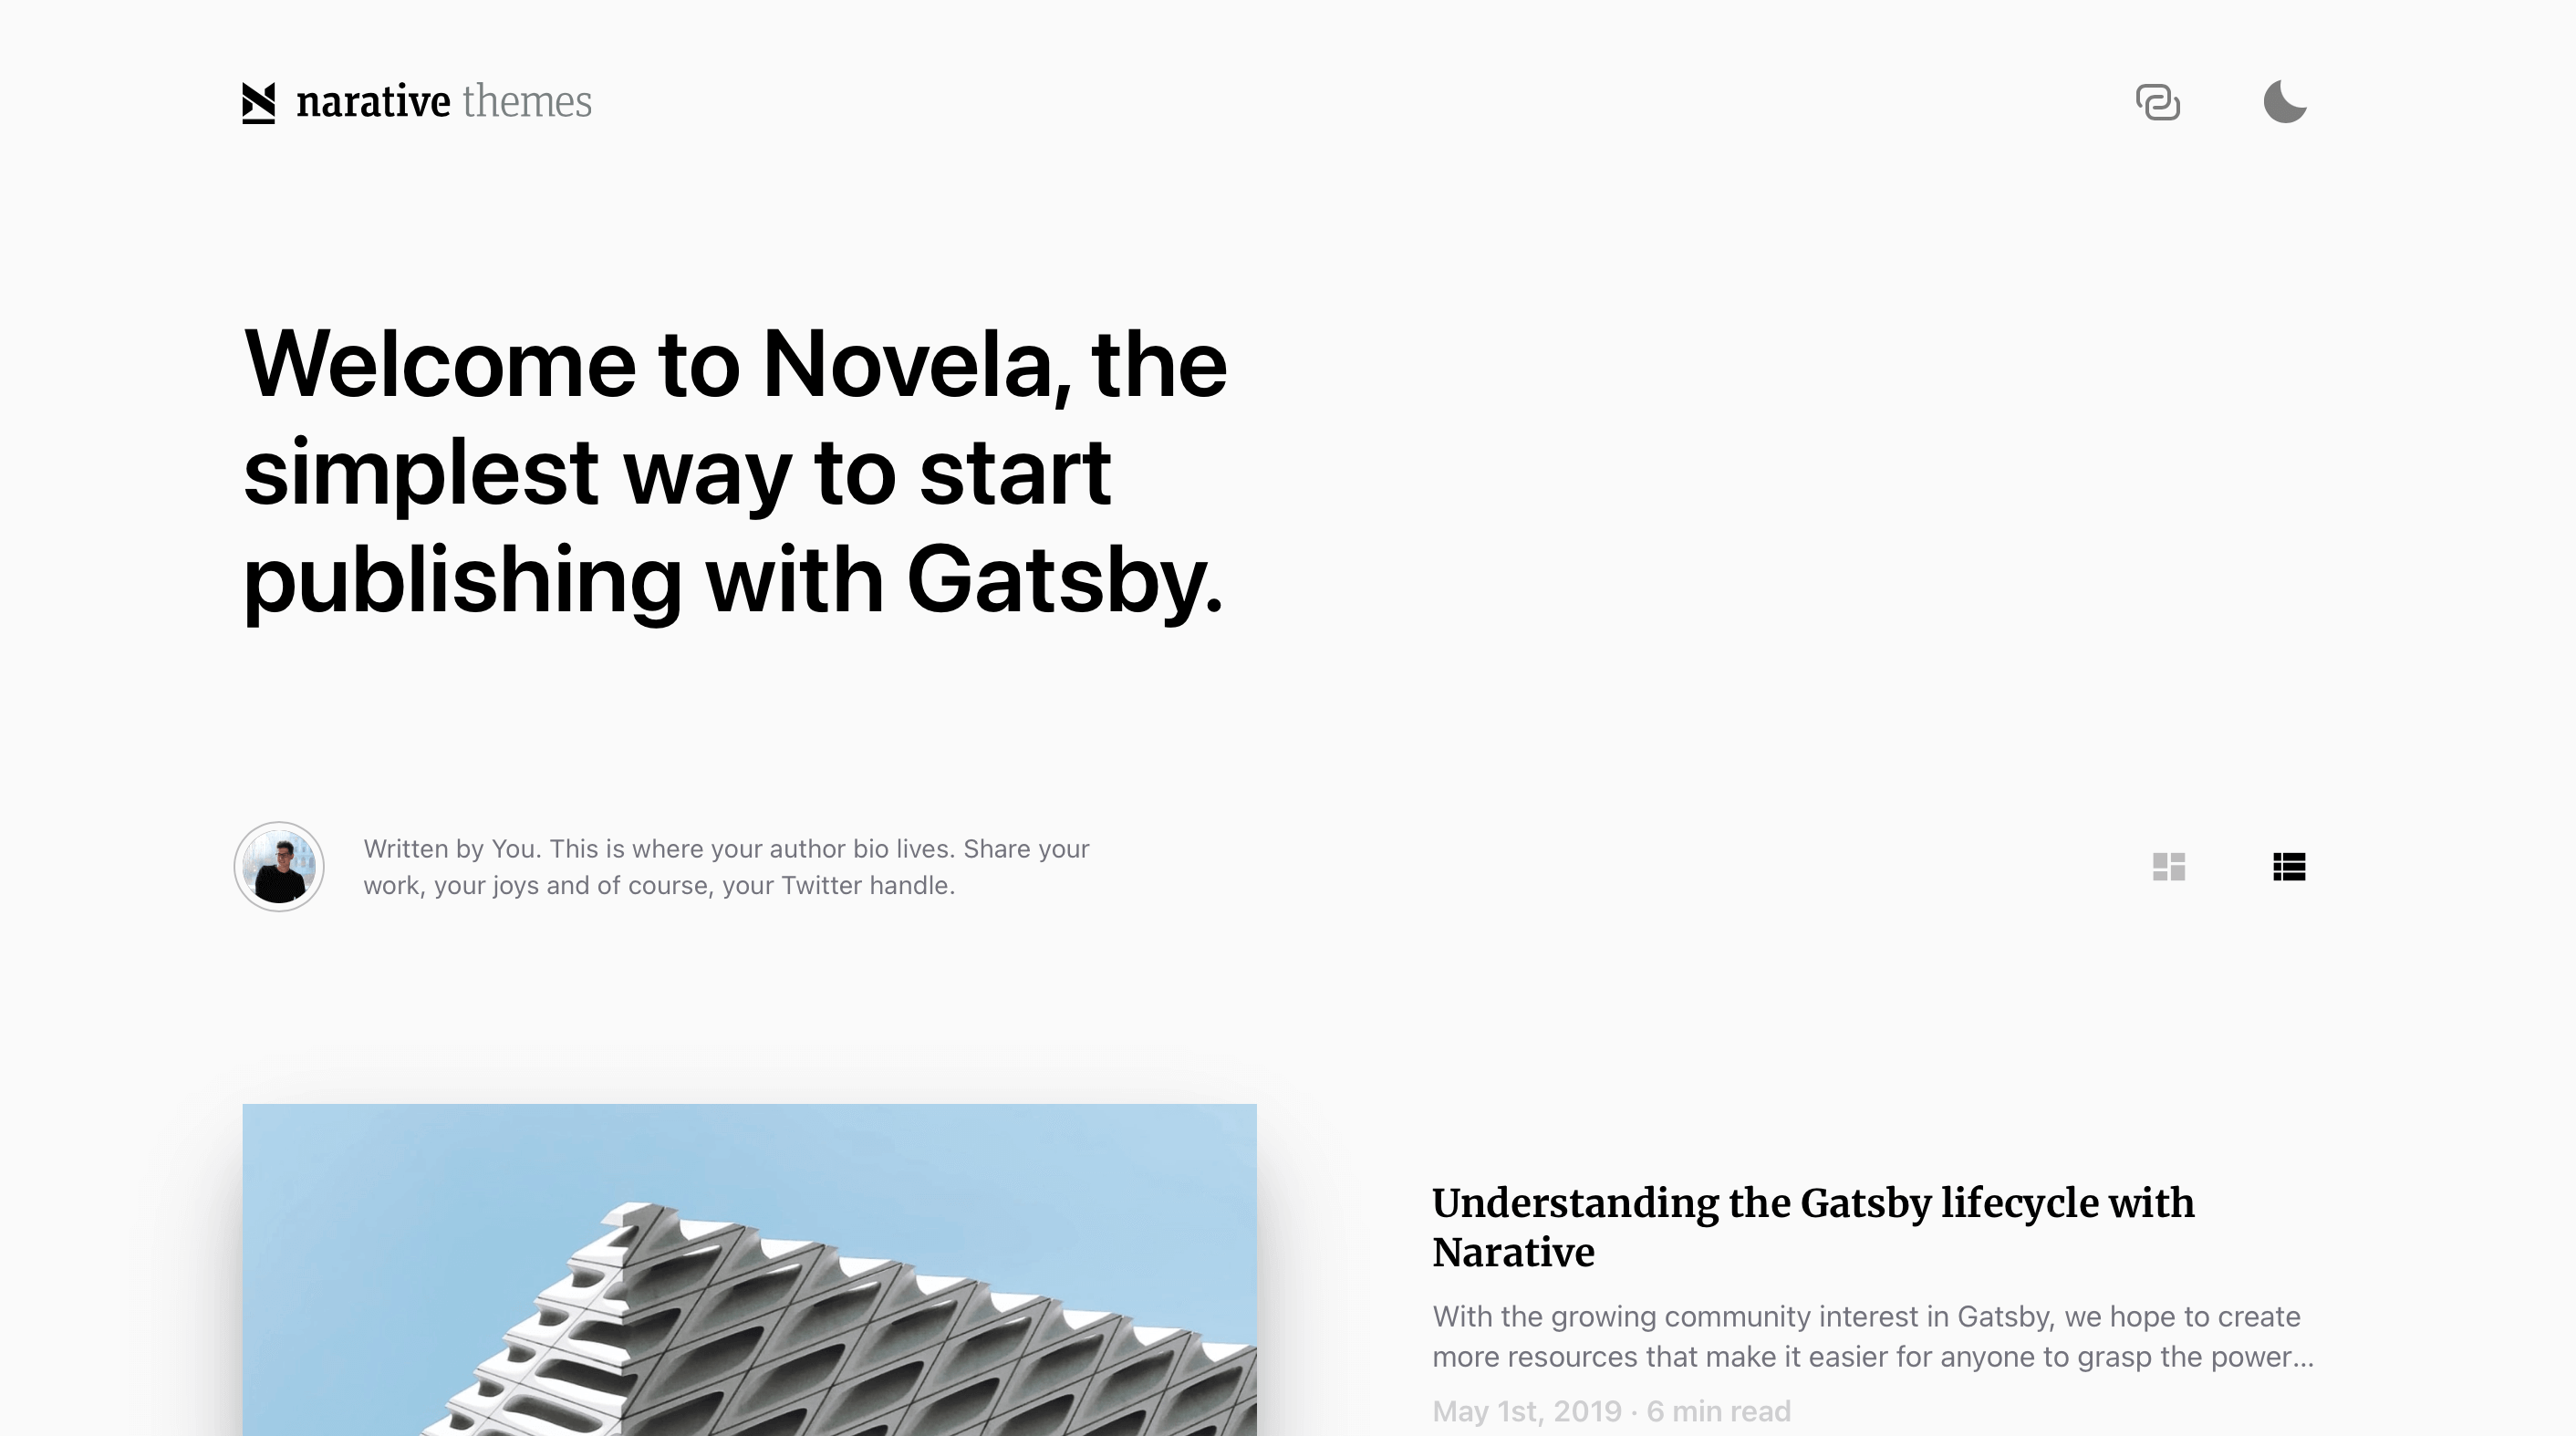 narative themes
Welcome to Novela, the
simplest way to start
publishing with Gatsby.
Written by You. This is where your author bio lives. Share your
work, your joys and of course, your Twitter handle.
Understanding the Gatsby lifecycle with
Narative
With the growing community interest in Gatsby, we hope to create
more resources that make it easier for anyone to grasp the power...
May 1st, 2019 · 6 min read